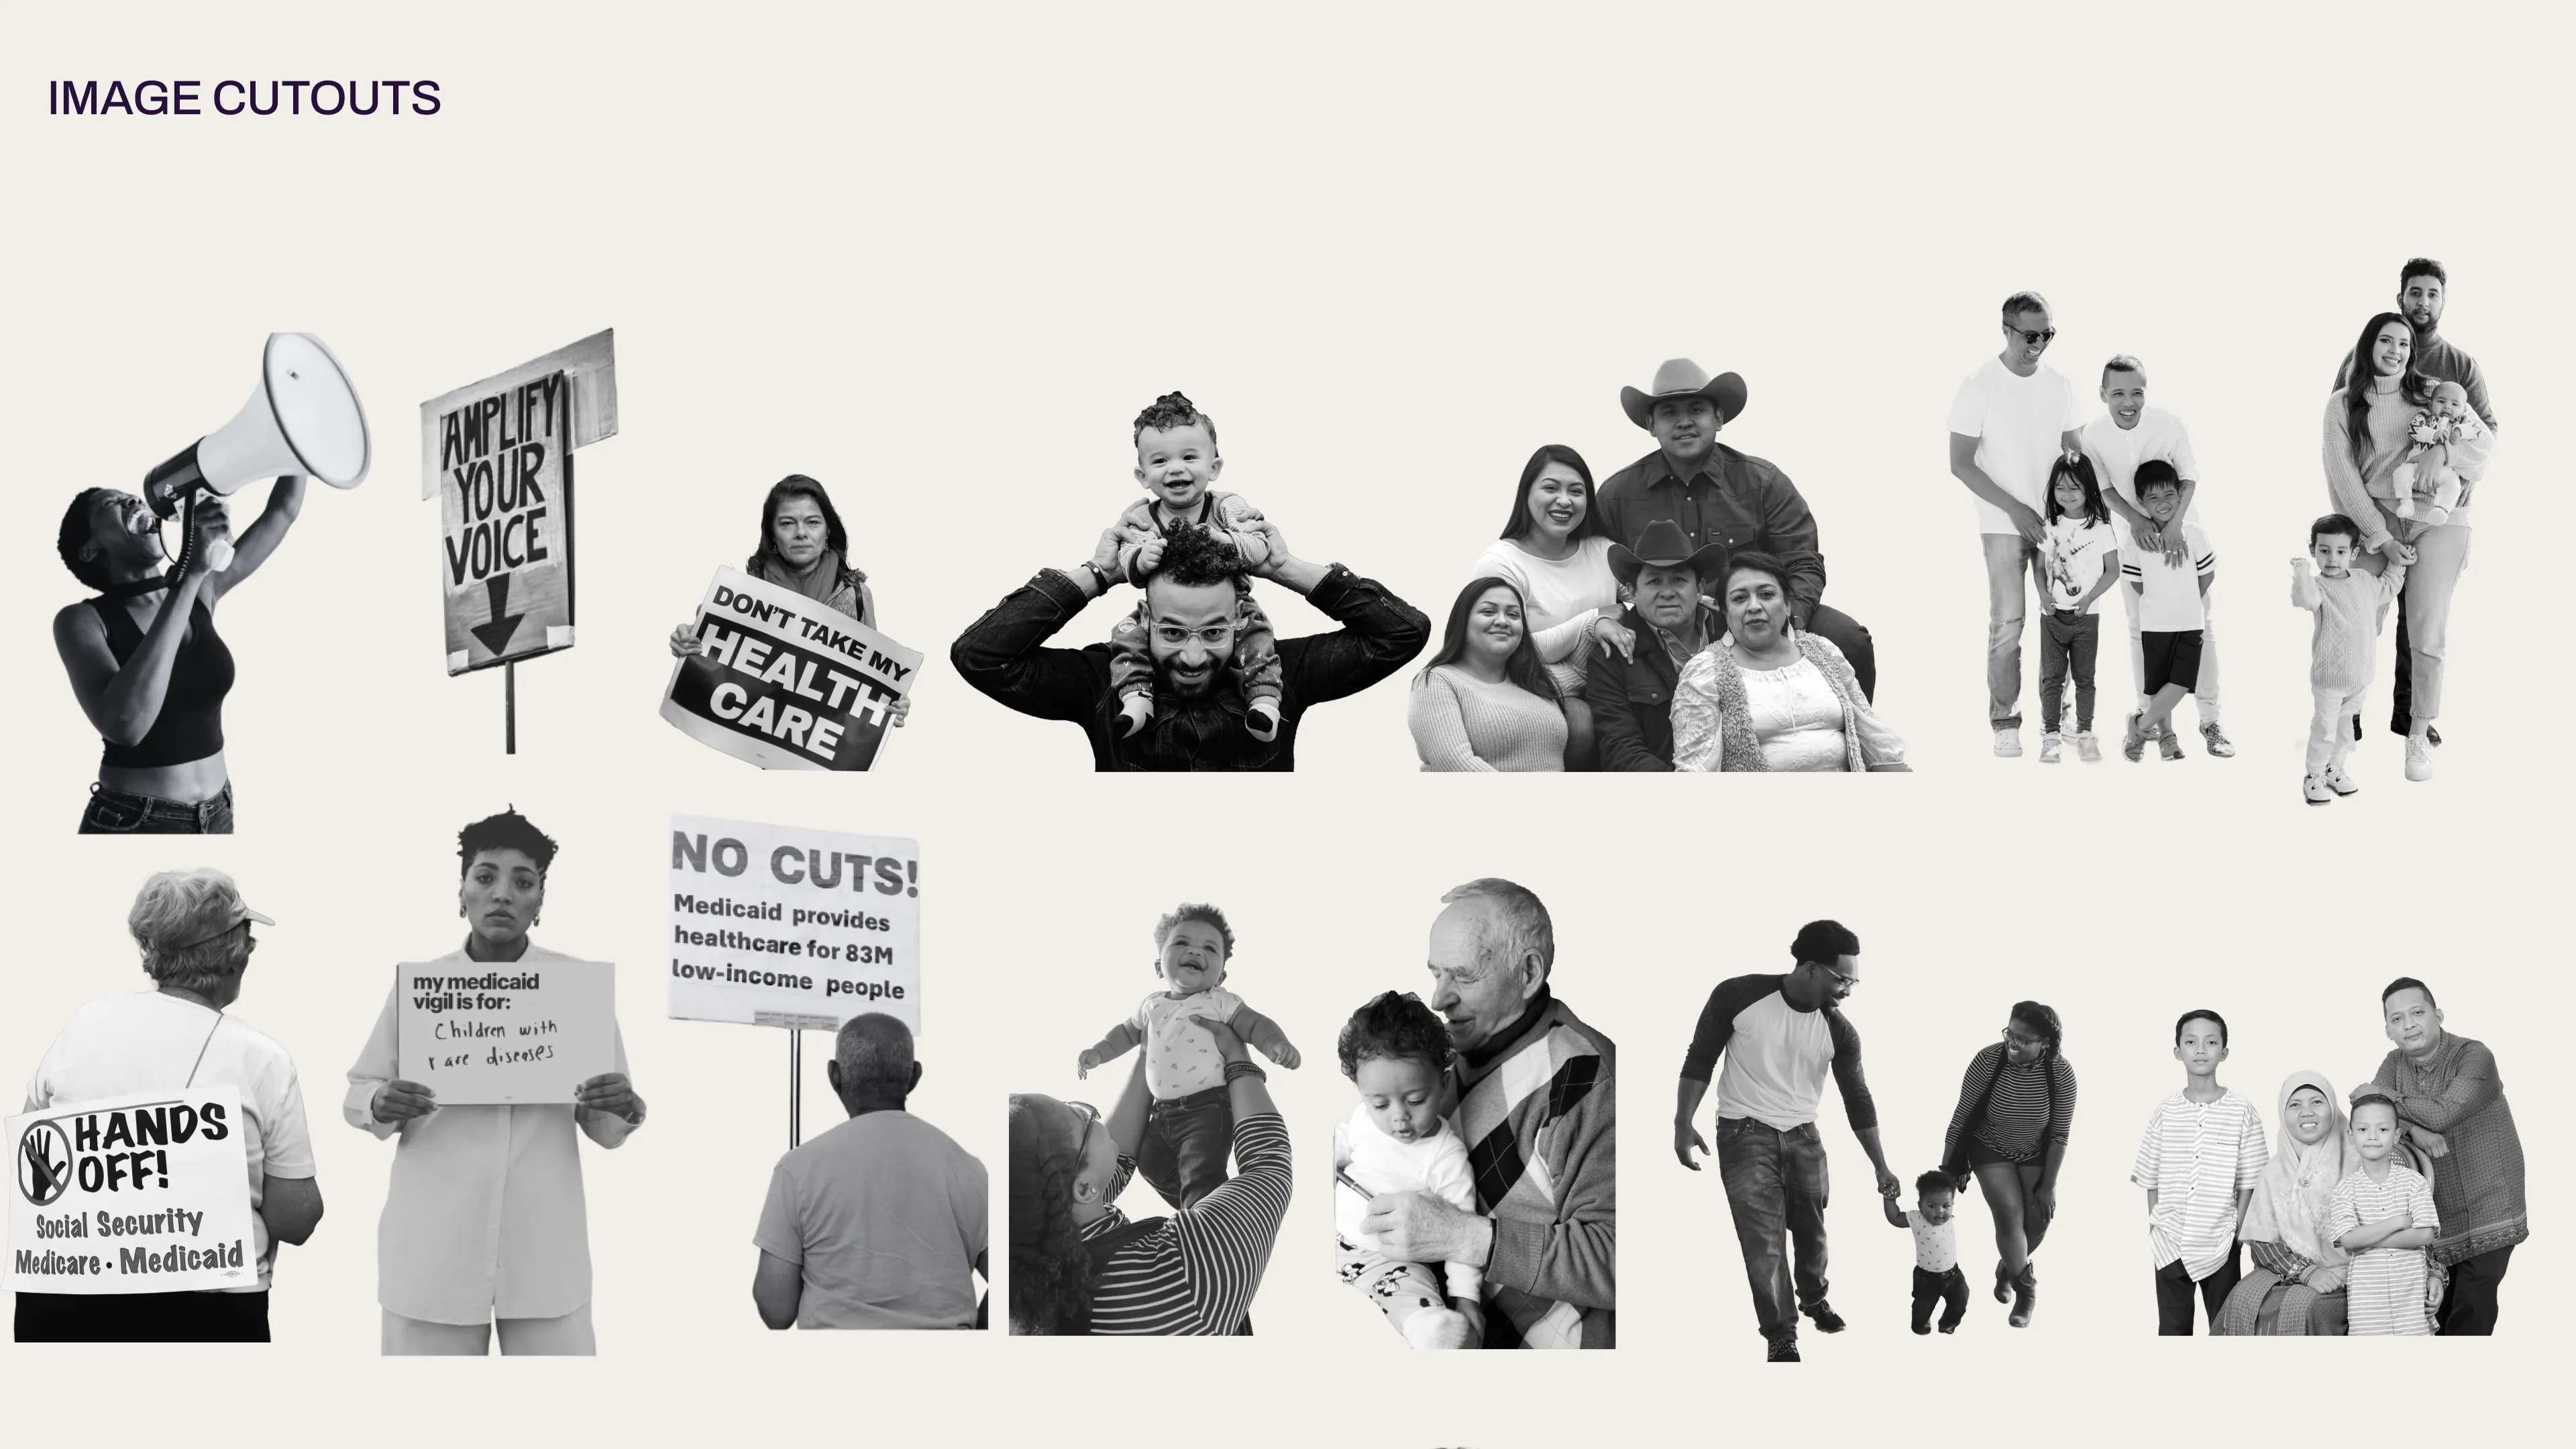 IMAGE CUTOUTS
AMPLIFY
YOUR
VOICE
DON'T TAKE MY
HEALTH
CARE
HANDS
OFF!
Social Security
Medicare • Medicaid
my medicaid
vigil is for:
Children with
rare diseases
NO CUTS!
Medicaid provides
healthcare for 83M
low-income people